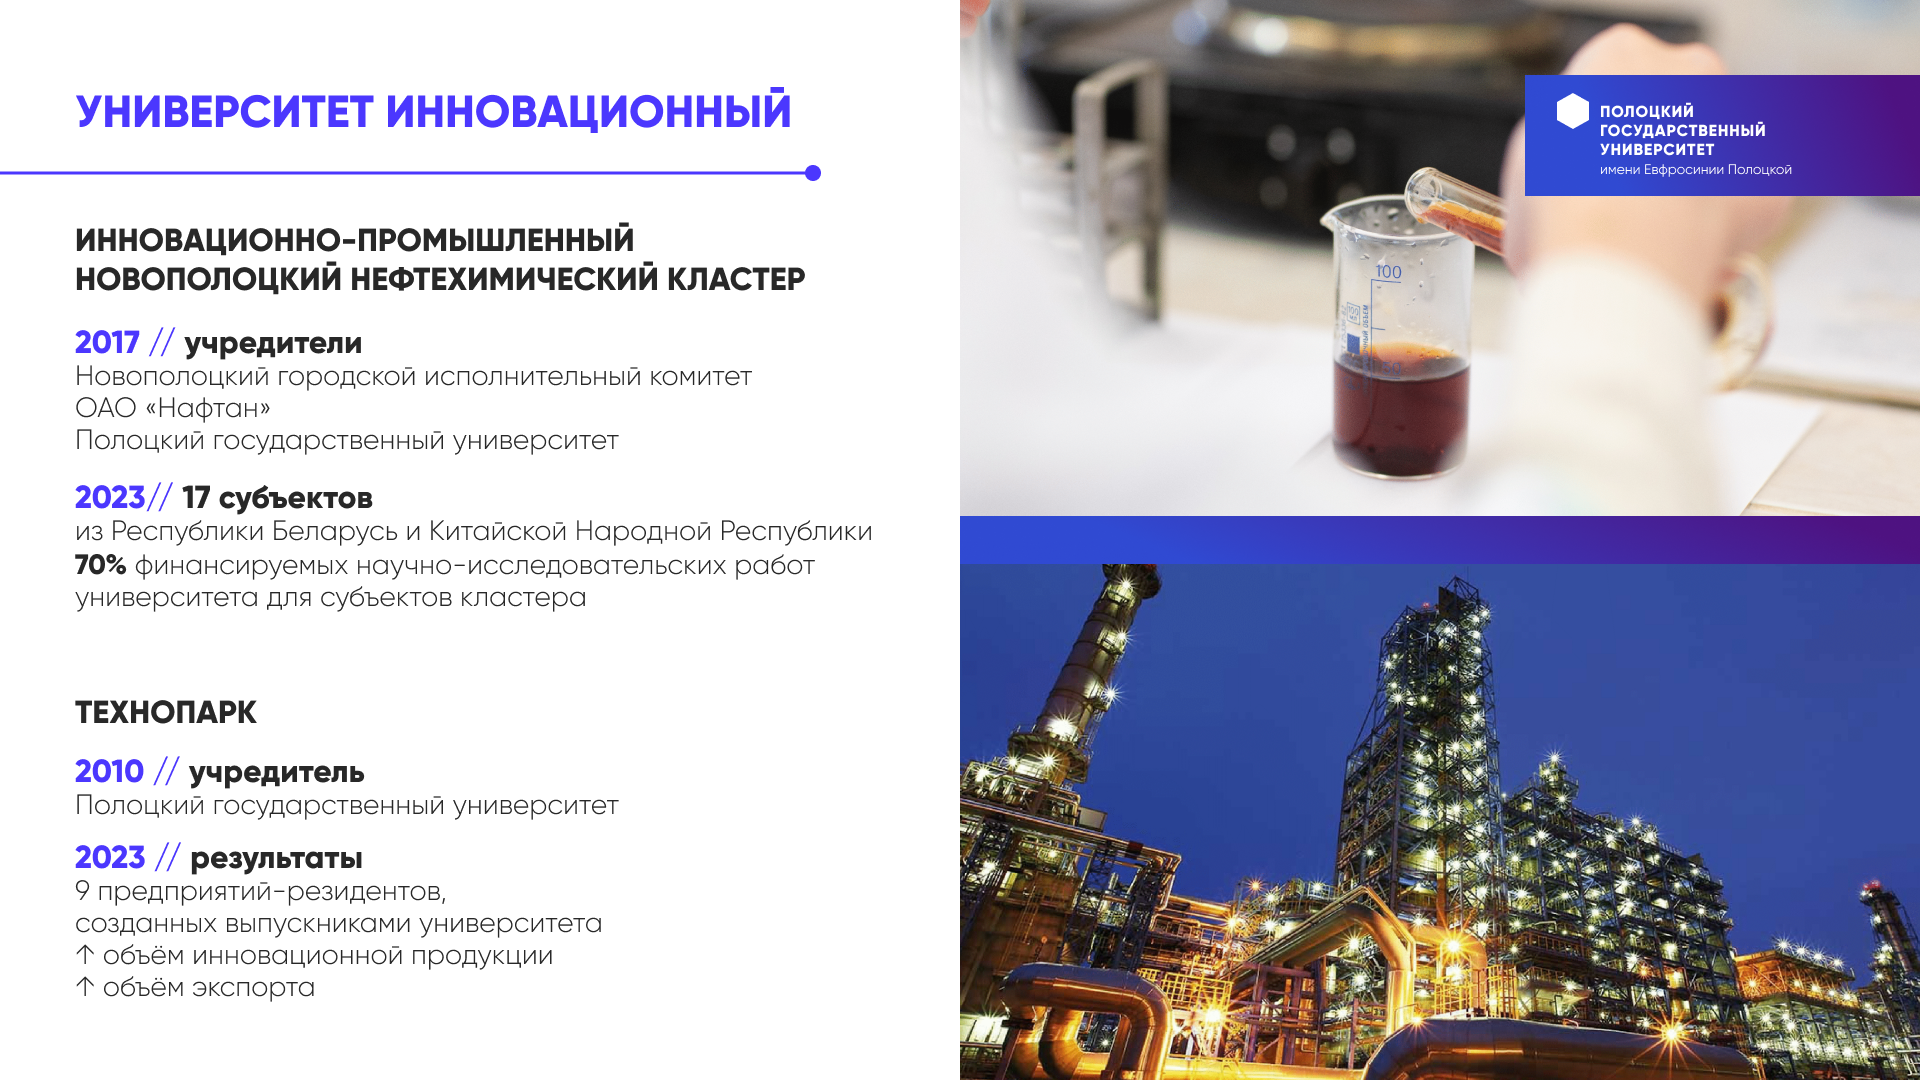 УНИВЕРСИТЕТ ИННОВАЦИОННЫЙ
ИННОВАЦИОННО-ПРОМЫШЛЕННЫЙ
НОВОПОЛОЦКИЙ НЕФТЕХИМИЧЕСКИЙ КЛАСТЕР
2017 // учредители
Новополоцкий городской исполнительный комитет
ОАО «Нафтан»
Полоцкий государственный университет
2023// 17 субъектов
из Республики Беларусь и Китайской Народной Республики
70% финансируемых научно-исследовательских работ
университета для субъектов кластера
ТЕХНОПАРК
2010 // учредитель
Полоцкий государственный университет
2023 // результаты
9 предприятий-резидентов,
созданных выпускниками университета
↑ объём инновационной продукции
↑ объём экспорта
ПОЛОЦКИЙ
ГОСУДАРСТВЕННЫЙ
УНИВЕРСИТЕТ
имени Евфросинии Полоцкой
100
50